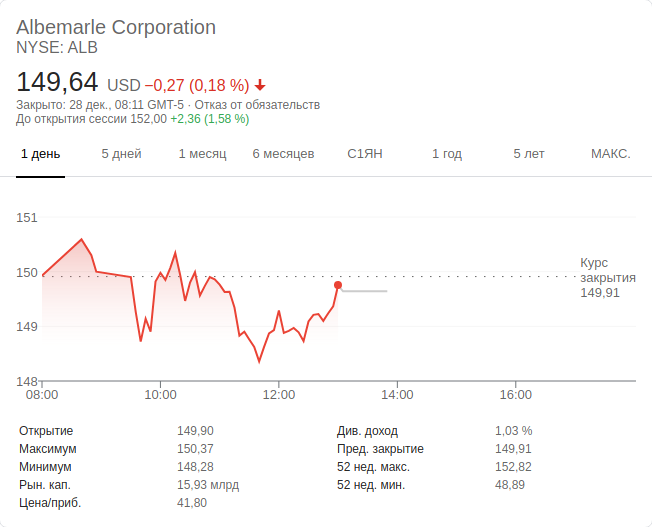 Albemarle Corporation
NYSE: ALB
149,64 USD −0,27 (0,18 %)
Закрыто: 28 дек., 08:11 GMT-5 · Отказ от обязательств
До открытия сессии 152,00 +2,36 (1,58 %)
1 день 5 дней 1 месяц 6 месяцев С1ЯН 1 год 5 лет МАКС.
151
150
149
148
Курс
закрытия
149,91
08:00 10:00 12:00 14:00 16:00
Открытие 149,90 Див. доход 1,03 %
Максимум 150,37 Пред. закрытие 149,91
Минимум 148,28 52 нед. макс. 152,82
Рын. кап. 15,93 млрд 52 нед. мин. 48,89
Цена/приб. 41,80